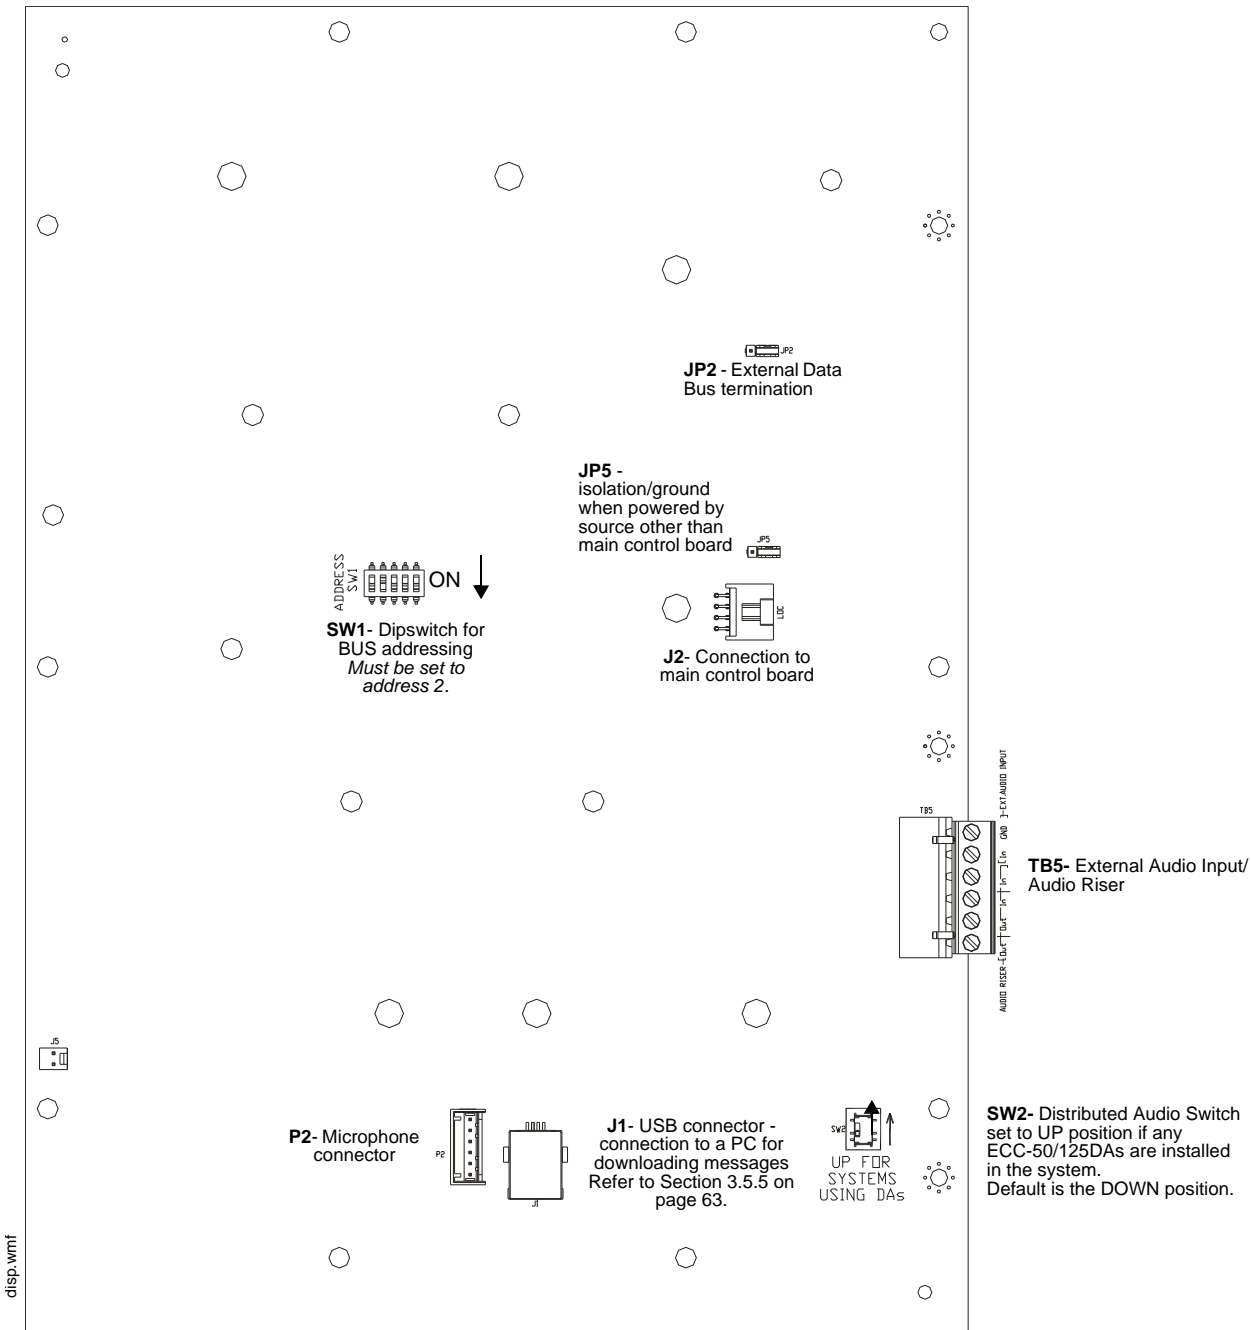 JP2
JP2 - External Data
Bus termination
JP5 -
isolation/ground
when powered by
source other than
main control board
JP5
ADDRESS
SW1
ON
SW1- Dipswitch for
BUS addressing
Must be set to
address 2.
LOC
J2- Connection to
main control board
TB5
AUDIO RISER-[Out Out In In] [In GND ]-EXT.AUDIO INPUT
TB5- External Audio Input/
Audio Riser
J5
P2- Microphone
connector
P2
J1
J1- USB connector -
connection to a PC for
downloading messages
Refer to Section 3.5.5 on
page 63.
SW2
UP FOR
SYSTEMS
USING DAs
SW2- Distributed Audio Switch
set to UP position if any
ECC-50/125DAs are installed
in the system.
Default is the DOWN position.
disp.wmf